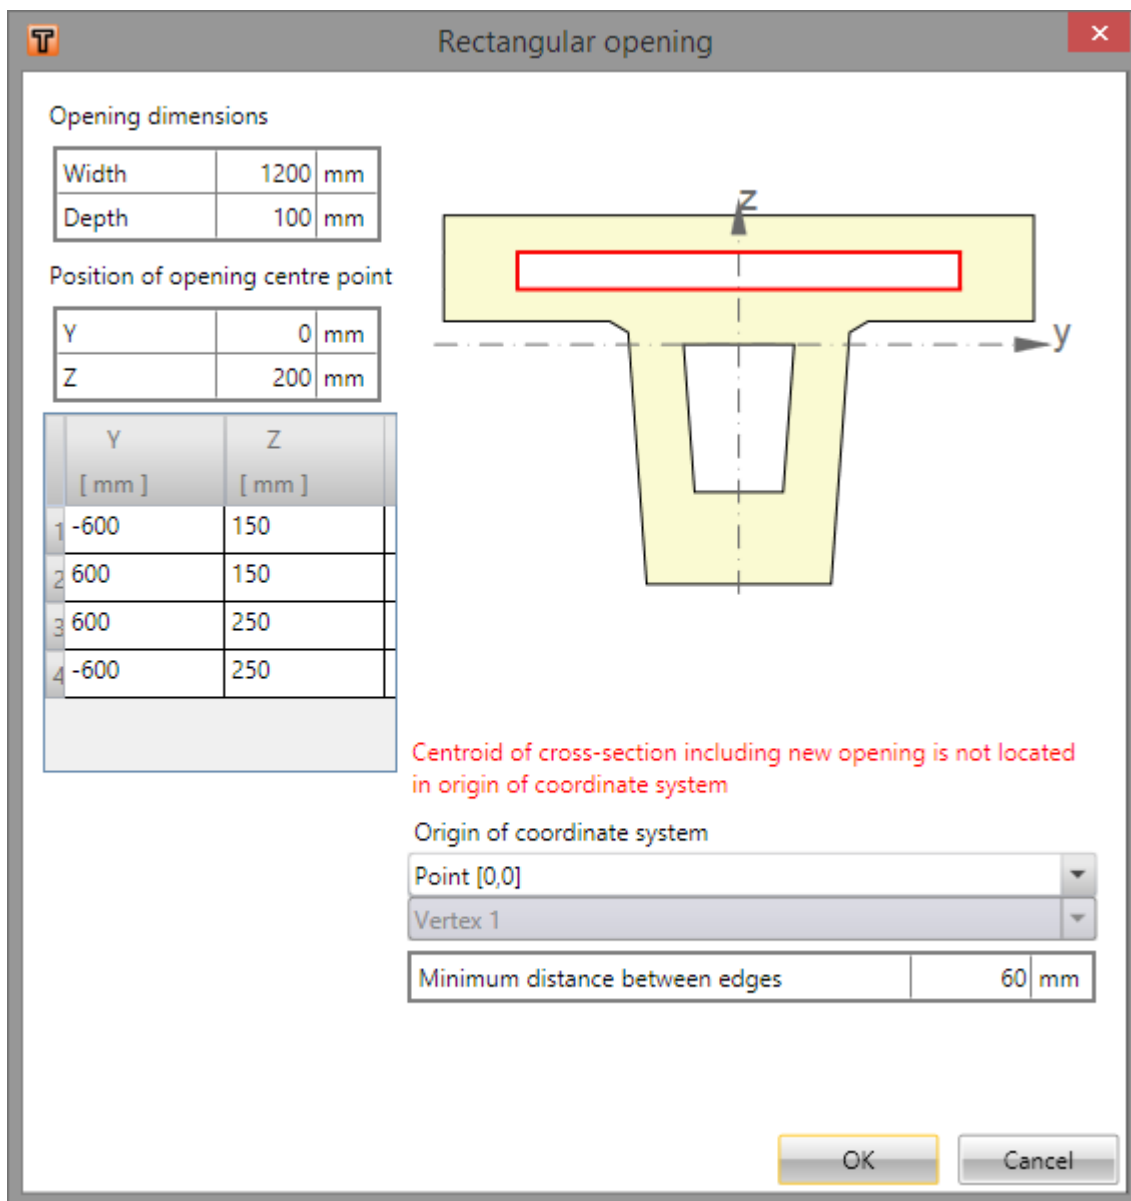 T
Rectangular opening
×
Opening dimensions
Width 1200 mm
Depth 100 mm
Position of opening centre point
Y 0 mm
Z 200 mm
Y Z
[ mm ] [ mm ]
1 -600 150
2 600 150
3 600 250
4 -600 250
z
y
Centroid of cross-section including new opening is not located
in origin of coordinate system
Origin of coordinate system
Point [0,0]
Vertex 1
Minimum distance between edges 60 mm
OK Cancel